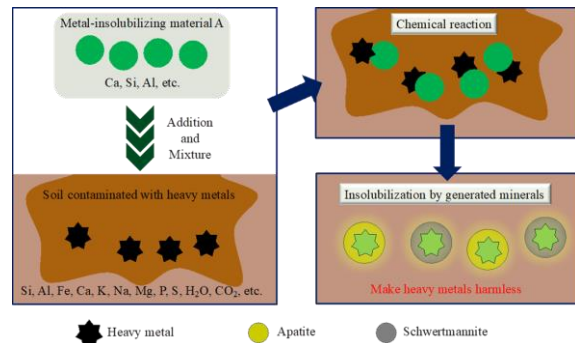 Metal-insolubilizing material A
Ca, Si, Al, etc.
Addition
and
Mixture
Soil contaminated with heavy metals
Si, Al, Fe, Ca, K, Na, Mg, P, S, H₂O, CO₂, etc.
Chemical reaction
Insolubilization by generated minerals
Make heavy metals harmless
Heavy metal
Apatite
Schwertmannite